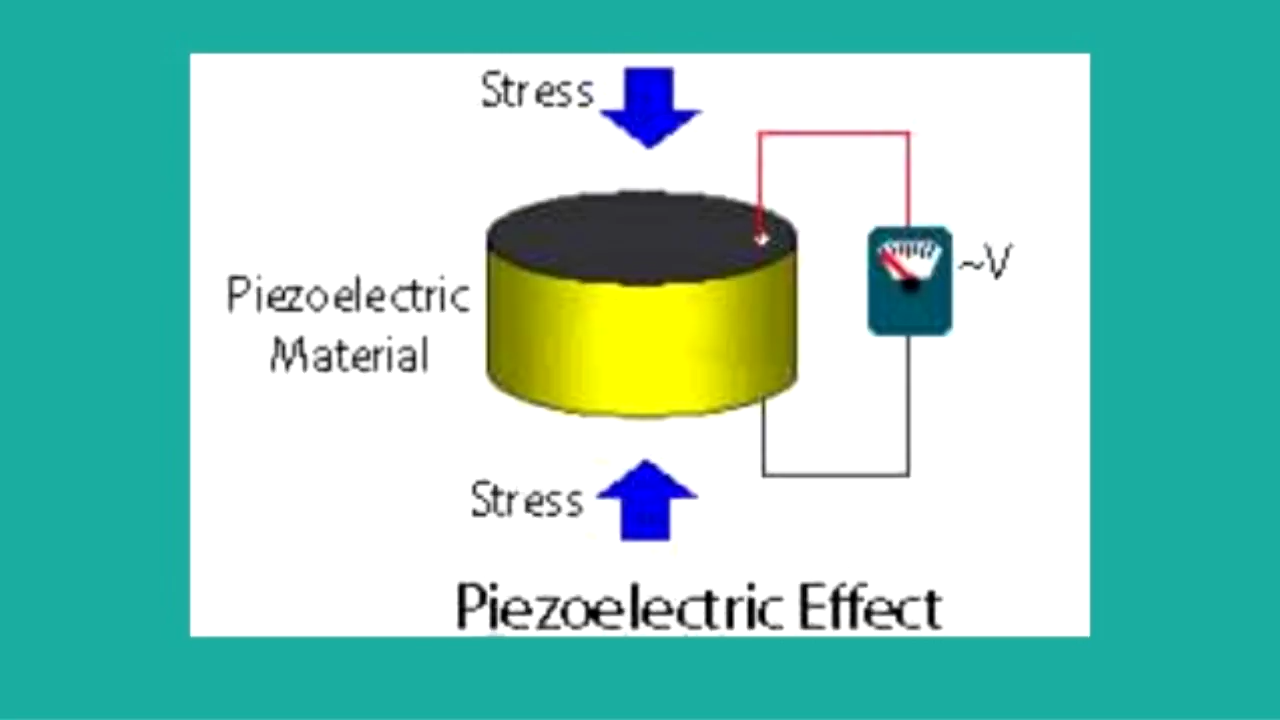 Stress
~V
Piezoelectric
Material
Stress
Piezoelectric Effect